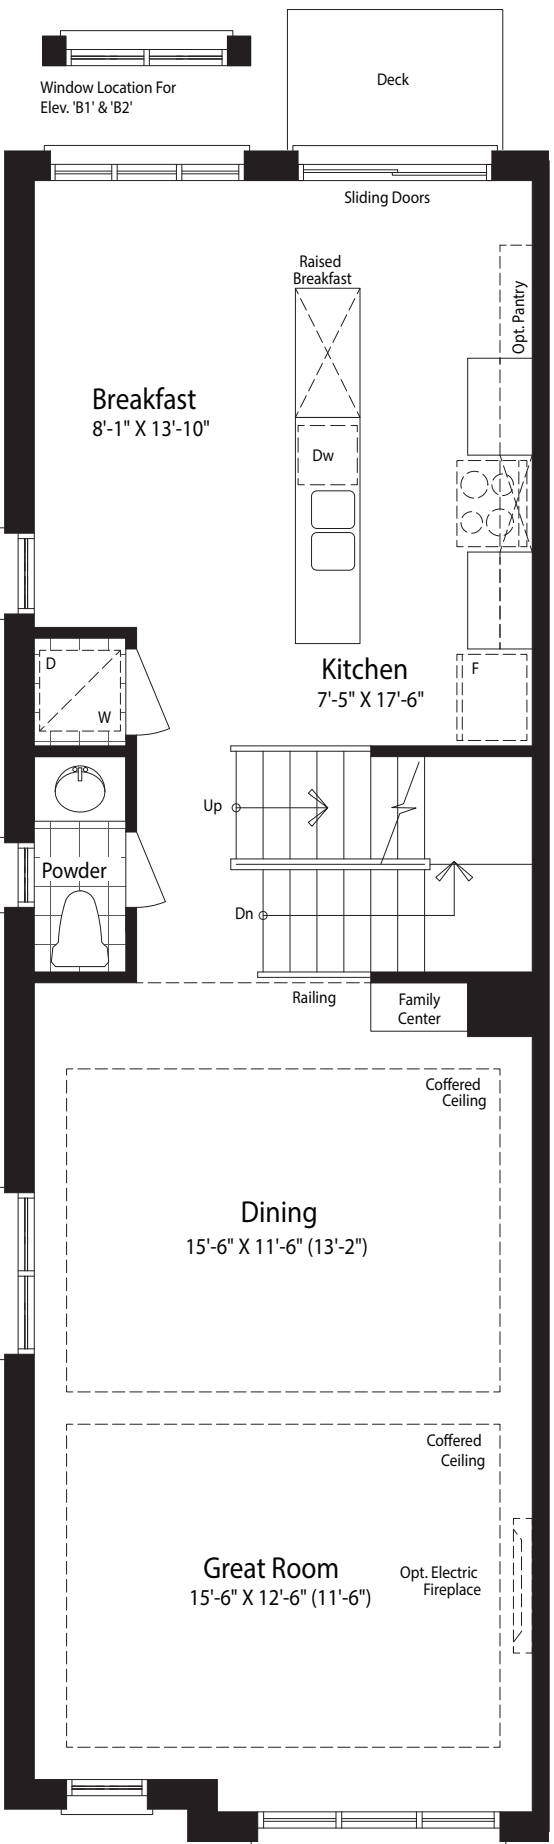 Window Location For
Elev. 'B1' & 'B2'
Deck
Sliding Doors
Raised
Breakfast
Opt. Pantry
Breakfast
8'-1" X 13'-10"
Dw
D
W
Kitchen
7'-5" X 17'-6"
F
Up
Powder
Dn
Railing
Family
Center
Coffered
Ceiling
Dining
15'-6" X 11'-6" (13'-2")
Coffered
Ceiling
Great Room
15'-6" X 12'-6" (11'-6")
Opt. Electric
Fireplace